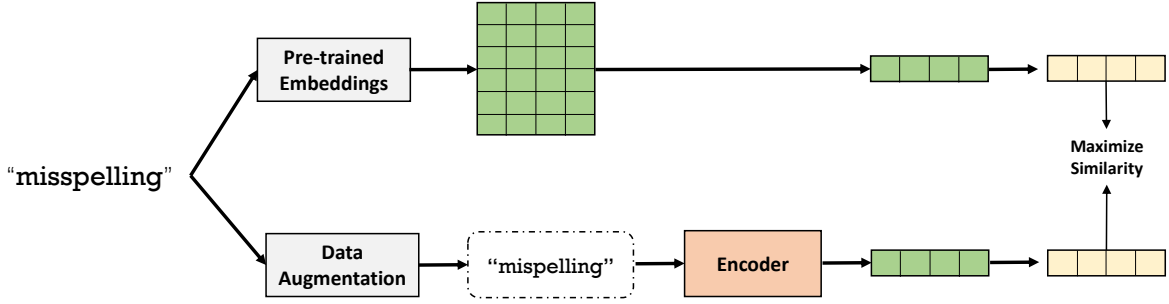 Pre-trained
Embeddings
"misspelling"
Maximize
Similarity
Data
Augmentation
“mispelling”
Encoder